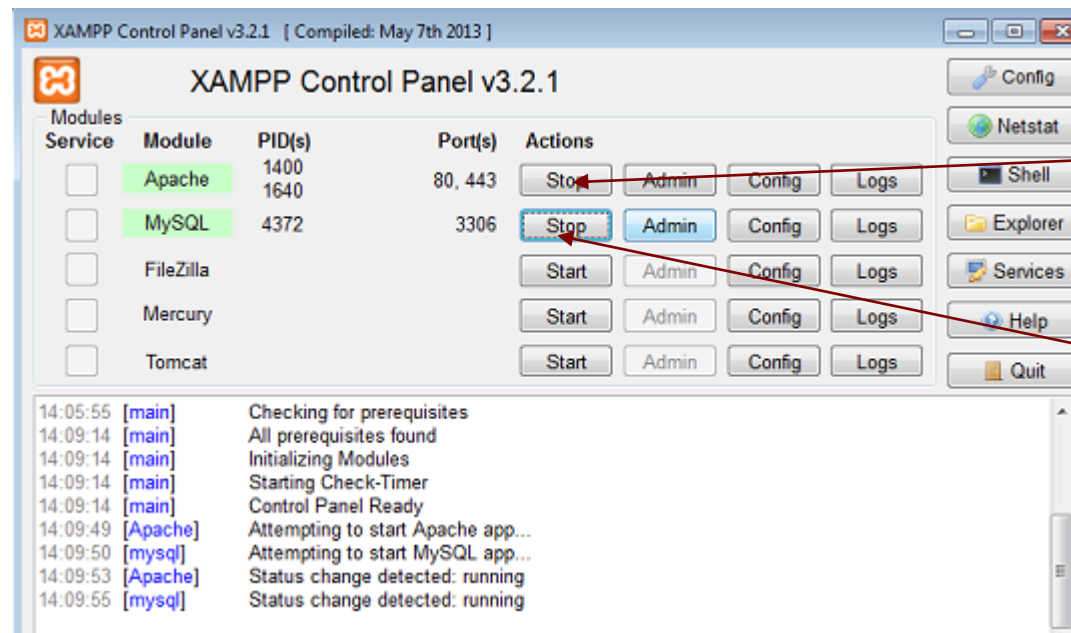 XAMPP Control Panel v3.2.1 [ Compiled: May 7th 2013 ]
XAMPP Control Panel v3.2.1
Config
Modules
Service Module PID(s) Port(s) Actions
Netstat
Apache 1400 80, 443 Stop Admin Config Logs
1640
Shell
MySQL 4372 3306 Stop Admin Config Logs
Explorer
FileZilla Start Admin Config Logs
Services
Mercury Start Admin Config Logs
Help
Tomcat Start Admin Config Logs
Quit
14:05:55 [main] Checking for prerequisites
14:09:14 [main] All prerequisites found
14:09:14 [main] Initializing Modules
14:09:14 [main] Starting Check-Timer
14:09:14 [main] Control Panel Ready
14:09:49 [Apache] Attempting to start Apache app...
14:09:50 [mysql] Attempting to start MySQL app...
14:09:53 [Apache] Status change detected: running
14:09:55 [mysql] Status change detected: running